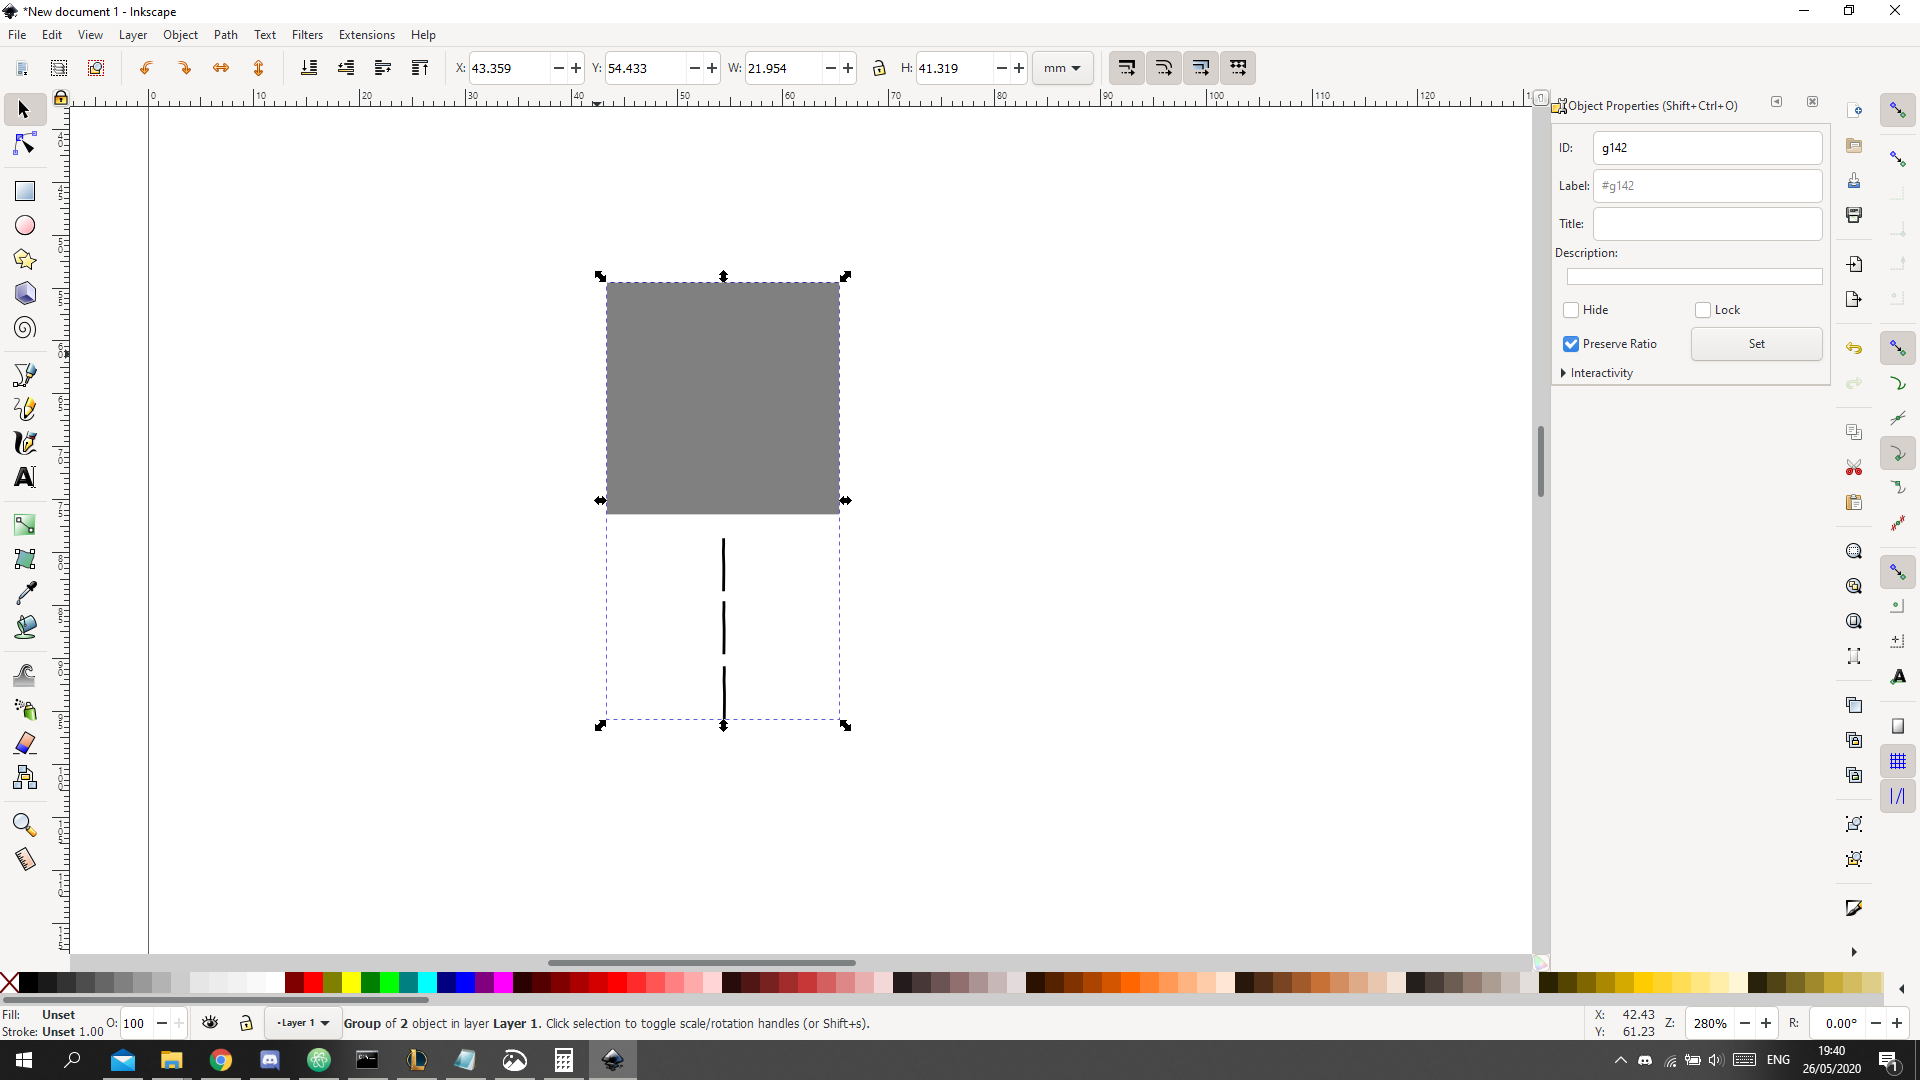 *New document 1 - Inkscape
File Edit View Layer Object Path Text Filters Extensions Help
X: 43.359 Y: 54.433 W: 21.954 H: 41.319 mm
0 10 20 30 40 50 60 70 80 90 100 110 120
Object Properties (Shift+Ctrl+O)
ID: g142
Label: #g142
Title:
Description:
Hide Lock
Preserve Ratio Set
Interactivity
Fill: Unset
Stroke: Unset 1.00
O: 100
Layer 1
Group of 2 object in layer Layer 1. Click selection to toggle scale/rotation handles (or Shift+s).
X: 42.43
Y: 61.23
Z: 280%
R: 0.00°
ENG
19:40
26/05/2020
1